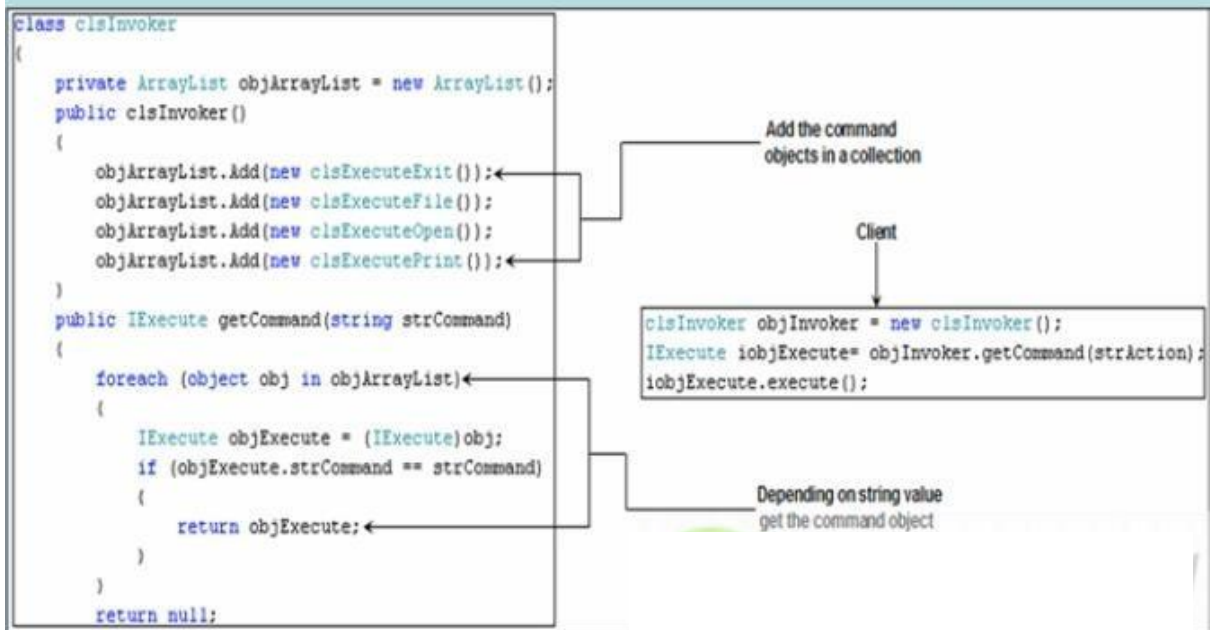 class clsInvoker
{
private ArrayList objArrayList = new ArrayList();
public clsInvoker()
{
objArrayList.Add(new clsExecuteExit());
objArrayList.Add(new clsExecuteFile());
objArrayList.Add(new clsExecuteOpen());
objArrayList.Add(new clsExecutePrint());
}
public IExecute getCommand(string strCommand)
{
foreach (object obj in objArrayList)
{
IExecute objExecute = (IExecute)obj;
if (objExecute.strCommand == strCommand)
{
return objExecute;
}
}
return null;
Add the command
objects in a collection
Client
clsInvoker objInvoker = new clsInvoker();
IExecute iobjExecute= objInvoker.getCommand(strAction);
iobjExecute.execute();
Depending on string value
get the command object